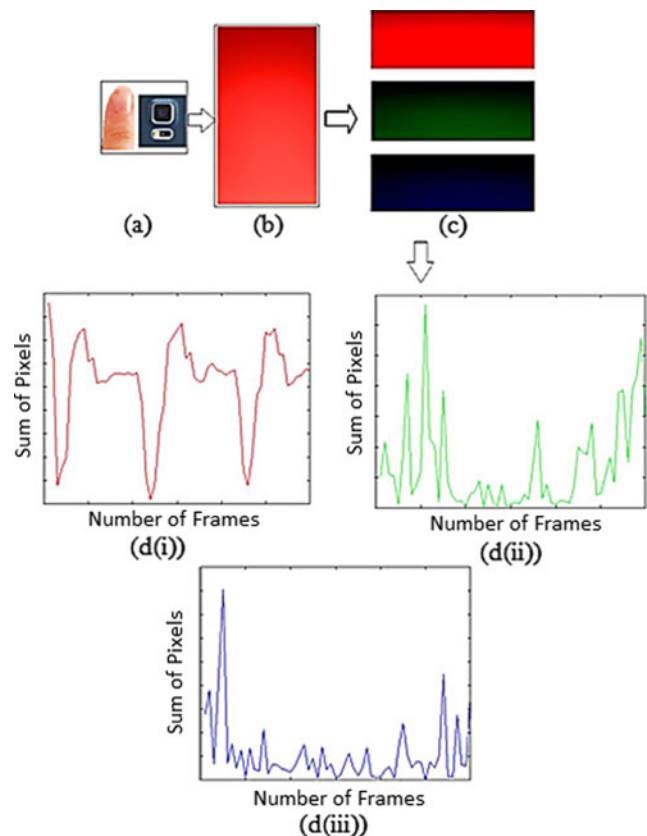 (a)
(b)
(c)
Sum of Pixels
Number of Frames
(d(i))
Sum of Pixels
Number of Frames
(d(ii))
Sum of Pixels
Number of Frames
(d(iii))